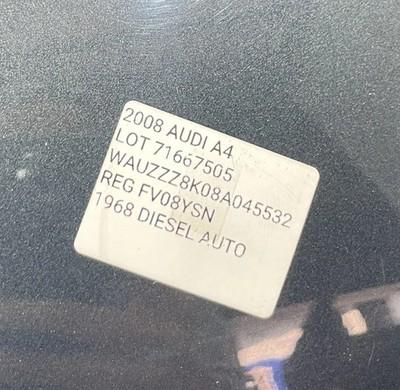 2008 AUDI A4
LOT 71667505
WAUZZZ8K08A045532
REG FV08YSN
1968 DIESEL AUTO